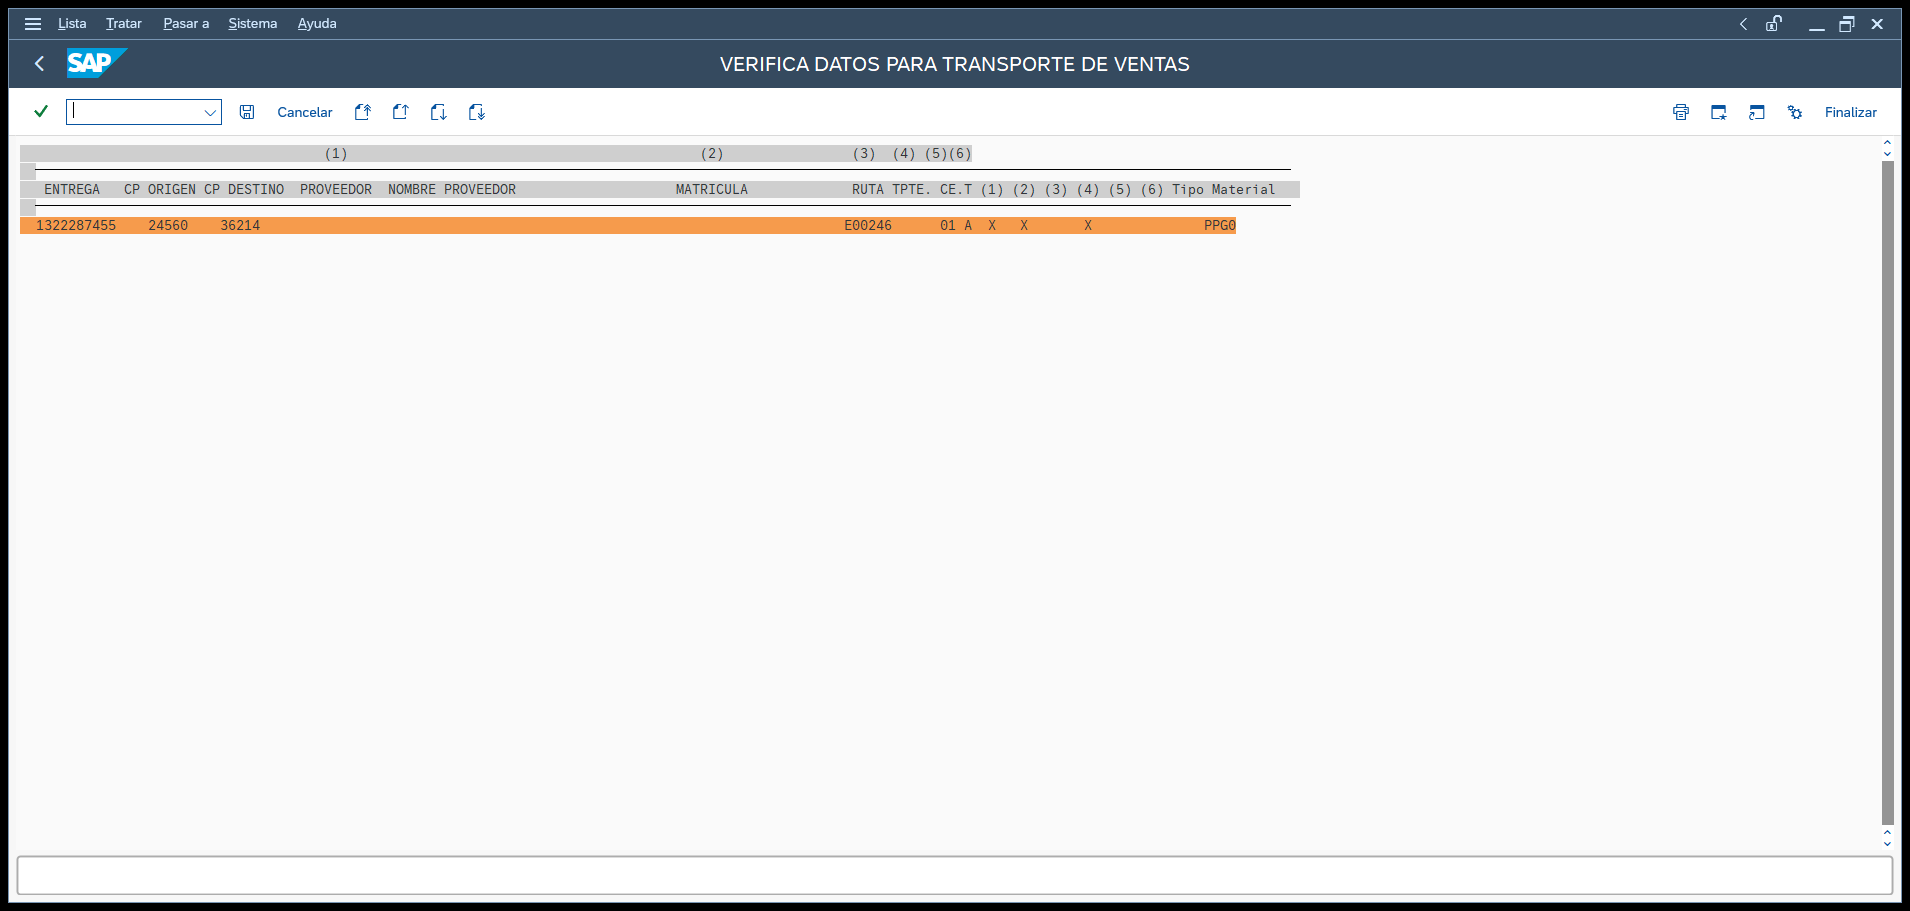 Lista Tratar Pasar a Sistema Ayuda
SAP VERIFICA DATOS PARA TRANSPORTE DE VENTAS
Cancelar Finalizar
(1) (2) (3) (4) (5)(6)
ENTREGA CP ORIGEN CP DESTINO PROVEEDOR NOMBRE PROVEEDOR MATRICULA RUTA TPTE. CE.T (1) (2) (3) (4) (5) (6) Tipo Material
1322287455 24560 36214 E00246 01 A X X X PPG0